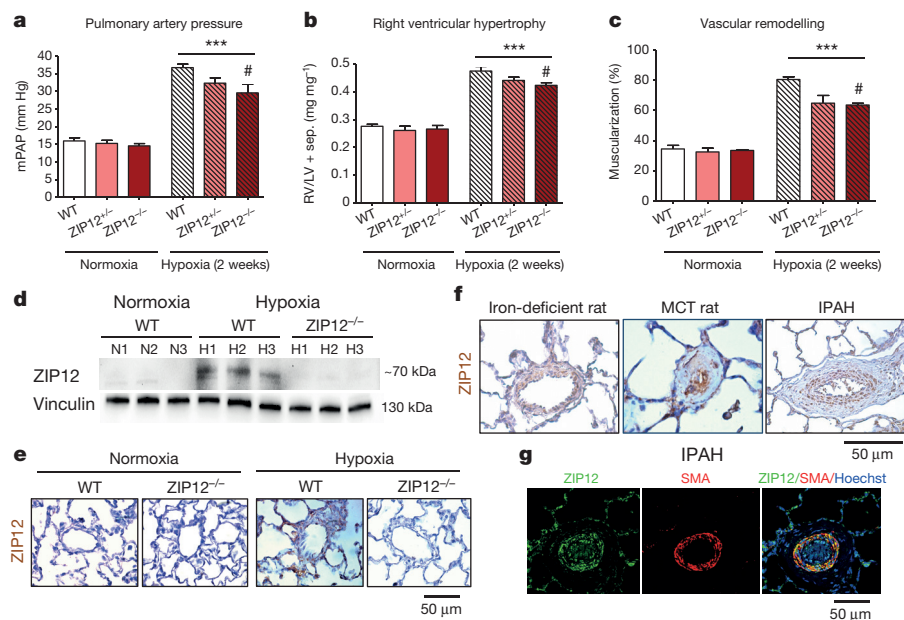 a
Pulmonary artery pressure
mPAP (mm Hg)
40
35
30
25
20
15
10
5
0
***
#
WT
ZIP12+/−
ZIP12−/−
WT
ZIP12+/−
ZIP12−/−
Normoxia
Hypoxia (2 weeks)
b
Right ventricular hypertrophy
RV/LV + sep. (mg mg−1)
0.5
0.4
0.3
0.2
0.1
0
***
#
WT
ZIP12+/−
ZIP12−/−
WT
ZIP12+/−
ZIP12−/−
Normoxia
Hypoxia (2 weeks)
c
Vascular remodelling
Muscularization (%)
100
80
60
40
20
0
***
#
WT
ZIP12+/−
ZIP12−/−
WT
ZIP12+/−
ZIP12−/−
Normoxia
Hypoxia (2 weeks)
d
Normoxia Hypoxia
WT WT ZIP12−/−
N1 N2 N3 H1 H2 H3 H1 H2 H3
ZIP12 ~70 kDa
Vinculin 130 kDa
e
Normoxia Hypoxia
WT ZIP12−/− WT ZIP12−/−
ZIP12
50 μm
f
Iron-deficient rat MCT rat IPAH
ZIP12
50 μm
g
IPAH
ZIP12 SMA ZIP12/SMA/Hoechst
50 μm